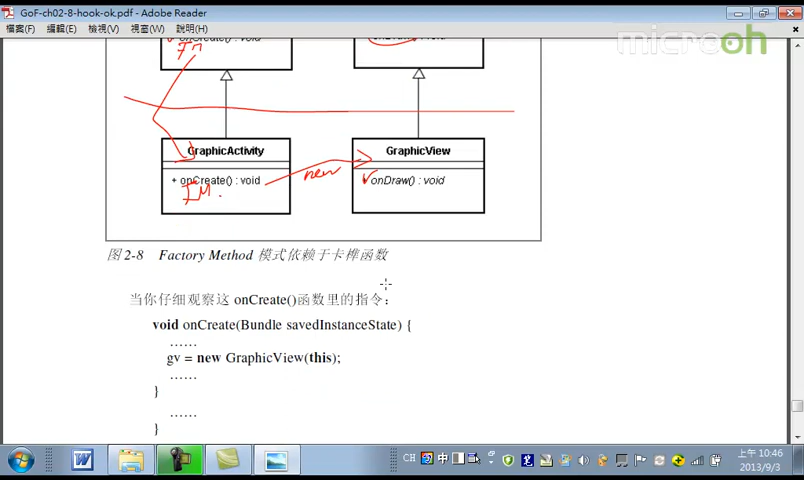 GoF-ch02-8-hook-ok.pdf - Adobe Reader
檔案(F) 編輯(E) 檢視(V) 視窗(W) 說明(H)
microoh
onCreate() : void
GraphicActivity
GraphicView
+ onCreate() : void
onDraw() : void
new
IM
图 2-8 Factory Method 模式依赖于卡榫函数
当你仔细观察这 onCreate()函数里的指令:
void onCreate(Bundle savedInstanceState) {
......
gv = new GraphicView(this);
......
}
......
}
CH 中
上午 10:46
2013/9/3